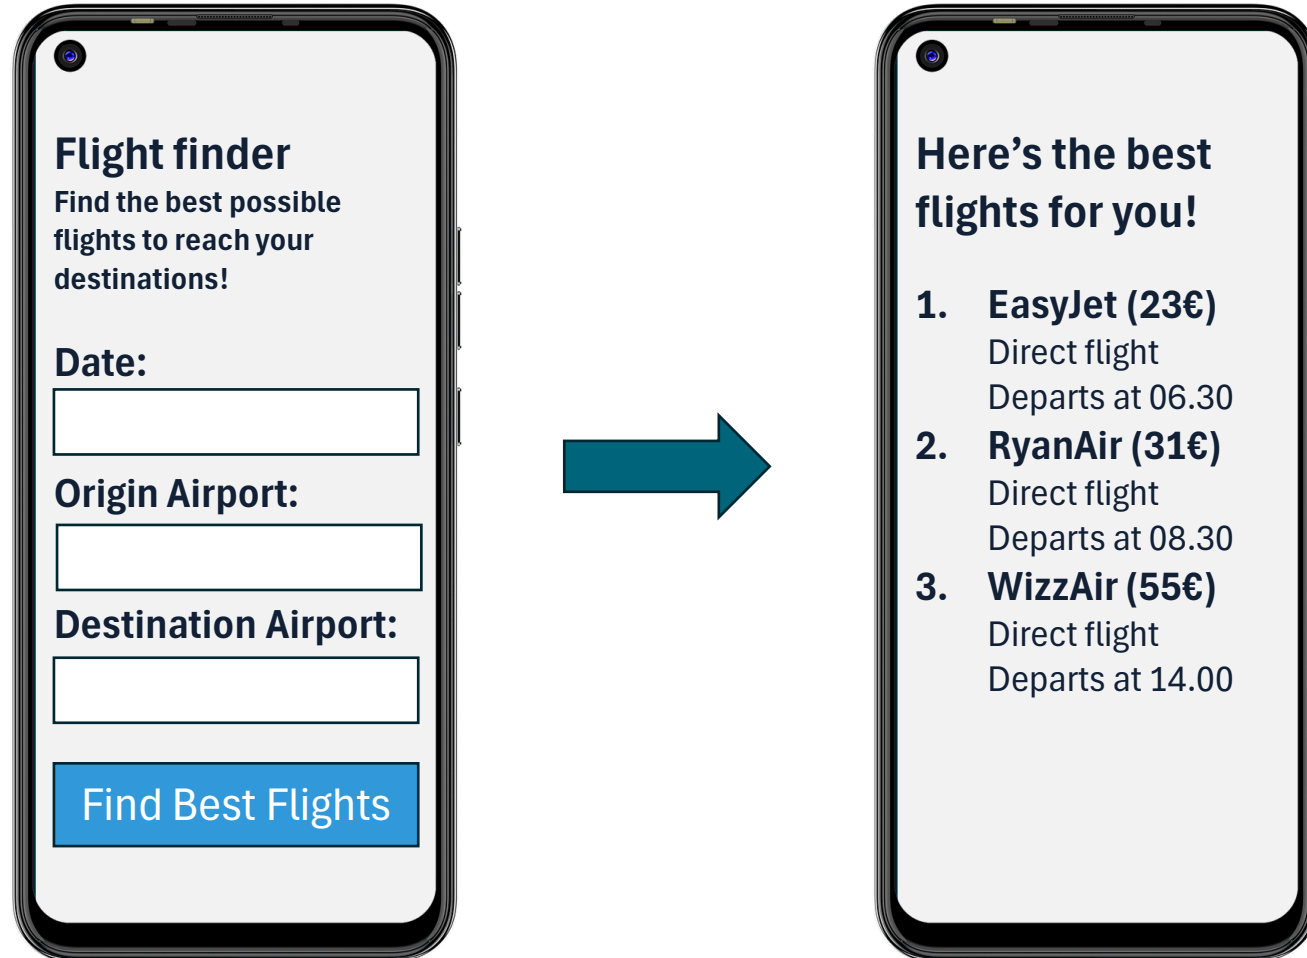 Flight finder
Find the best possible
flights to reach your
destinations!
Date:
Origin Airport:
Destination Airport:
Find Best Flights
Here’s the best
flights for you!
1. EasyJet (23€)
Direct flight
Departs at 06.30
2. RyanAir (31€)
Direct flight
Departs at 08.30
3. WizzAir (55€)
Direct flight
Departs at 14.00